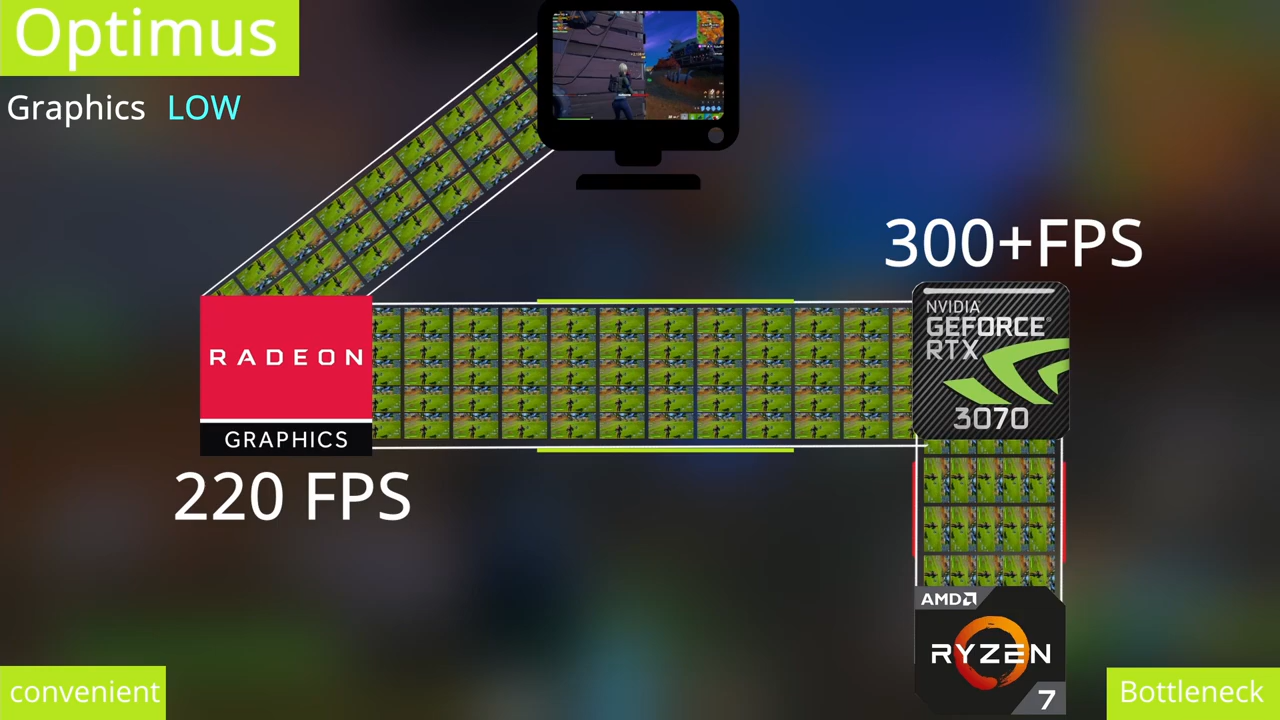 Optimus
Graphics LOW
300+FPS
NVIDIA
GEFORCE®
RTX
3070
RADEON
GRAPHICS
220 FPS
AMD
RYZEN
7
convenient
Bottleneck